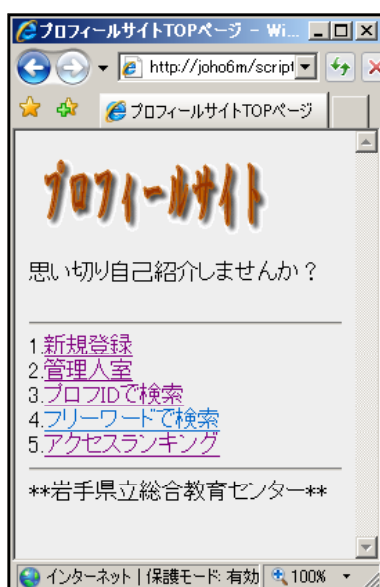 プロフィールサイトTOPページ - Wi...
http://joho6m/script
プロフィールサイトTOPページ
プロフィールサイト
思い切り自己紹介しませんか？
1.新規登録
2.管理人室
3.プロフIDで検索
4.フリーワードで検索
5.アクセスランキング
**岩手県立総合教育センター**
インターネット | 保護モード: 有効 100%